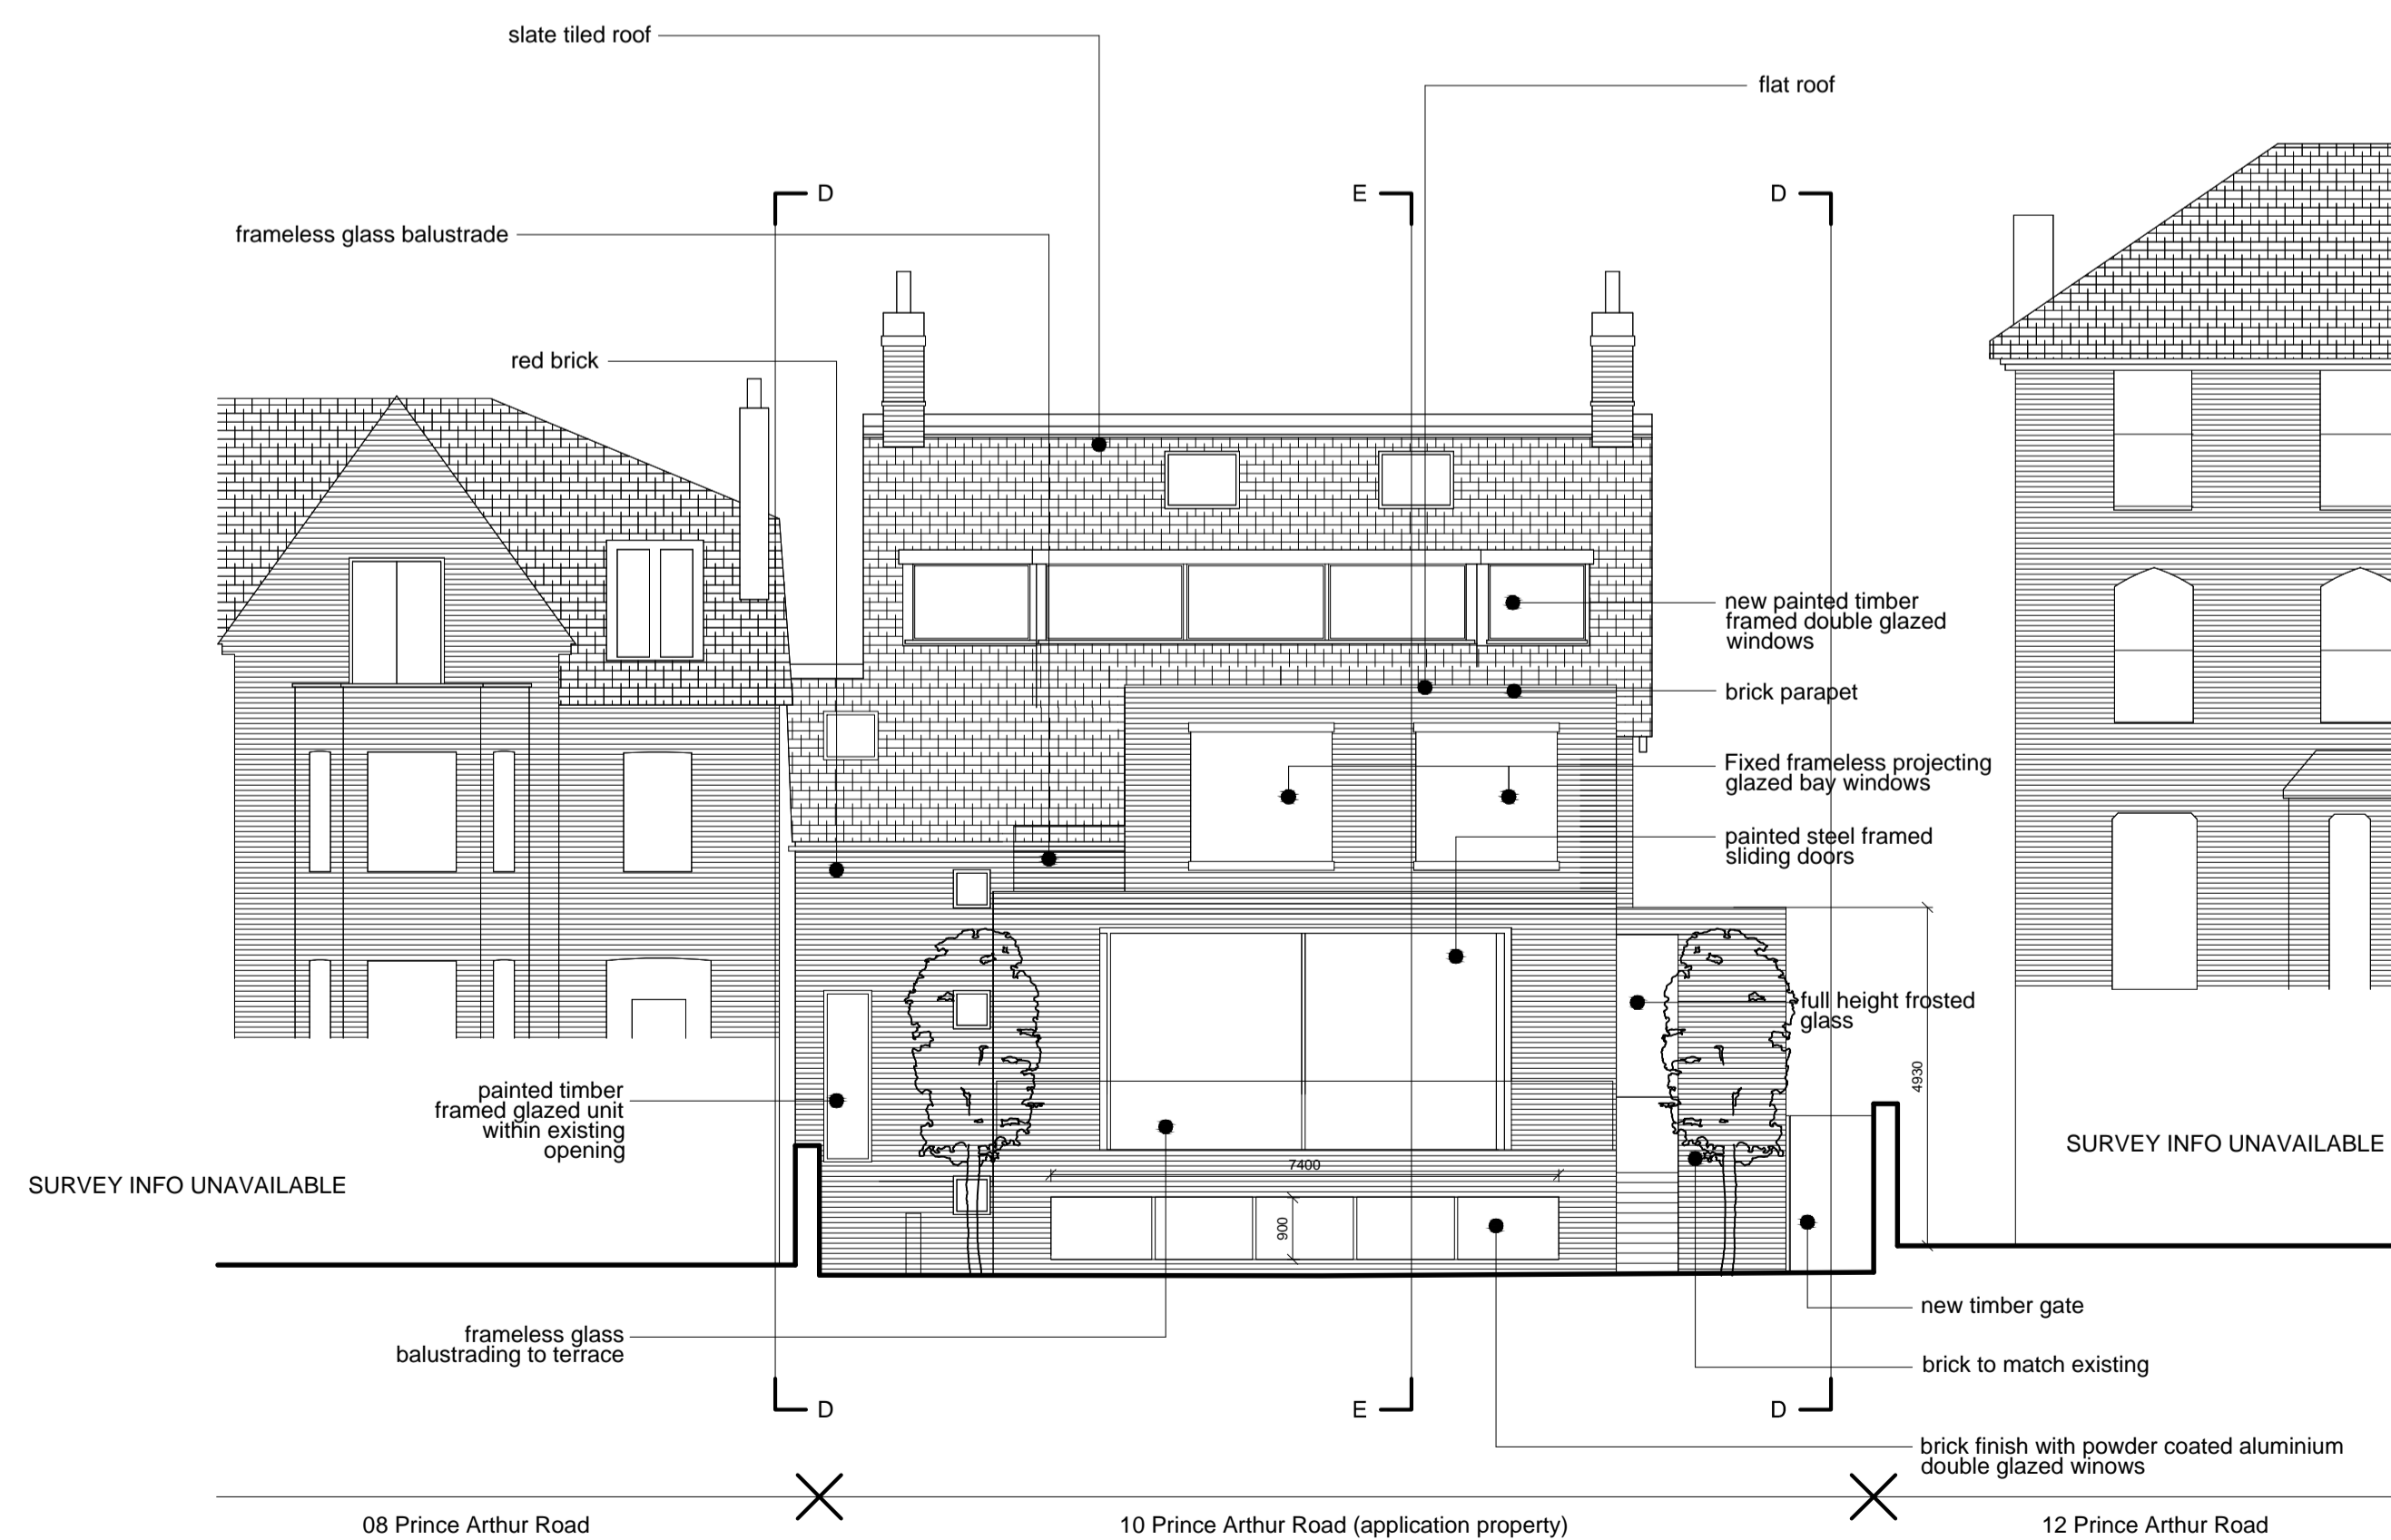 slate tiled roof
flat roof
D
E
D
frameless glass balustrade
red brick
new painted timber
framed double glazed
windows
brick parapet
Fixed frameless projecting
glazed bay windows
painted steel framed
sliding doors
full height frosted
glass
4930
painted timber
framed glazed unit
within existing
opening
SURVEY INFO UNAVAILABLE
SURVEY INFO UNAVAILABLE
7400
900
new timber gate
frameless glass
balustrading to terrace
brick to match existing
D
E
D
brick finish with powder coated aluminium
double glazed winows
08 Prince Arthur Road
10 Prince Arthur Road (application property)
12 Prince Arthur Road